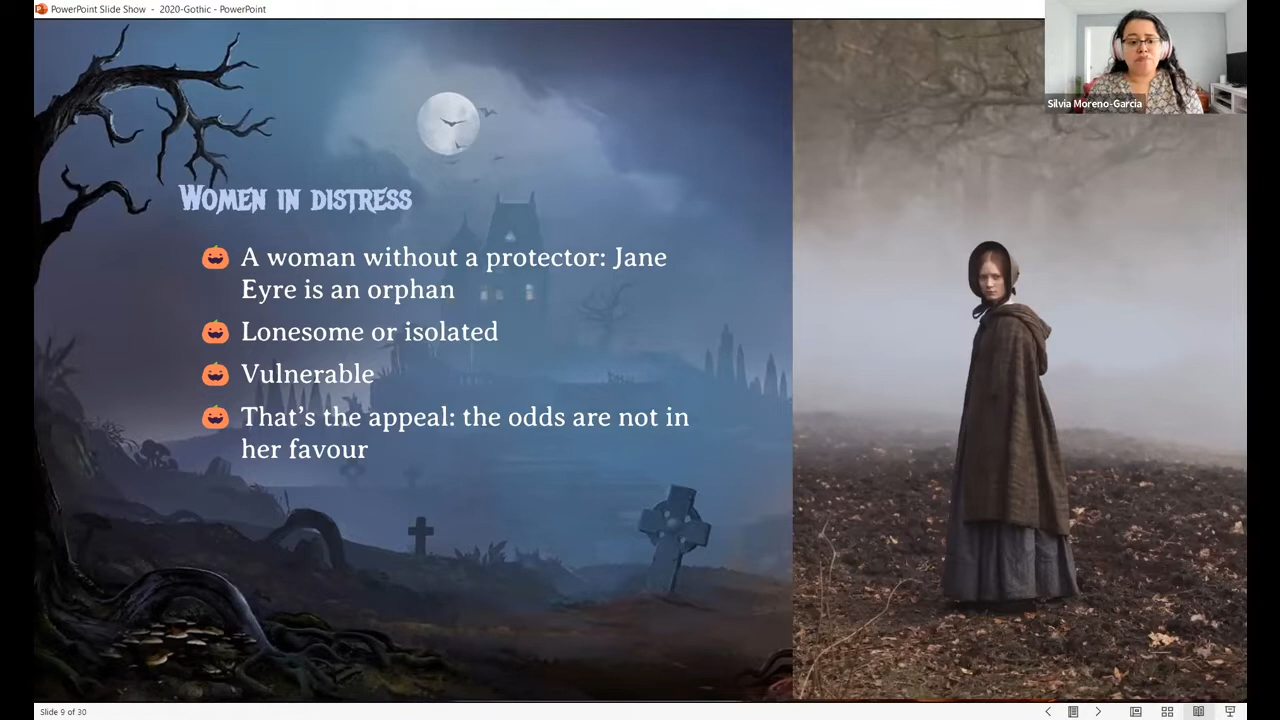 PowerPoint Slide Show - 2020-Gothic - PowerPoint
Silvia Moreno-Garcia
Women in distress
A woman without a protector: Jane
Eyre is an orphan
Lonesome or isolated
Vulnerable
That’s the appeal: the odds are not in
her favour
Slide 9 of 30